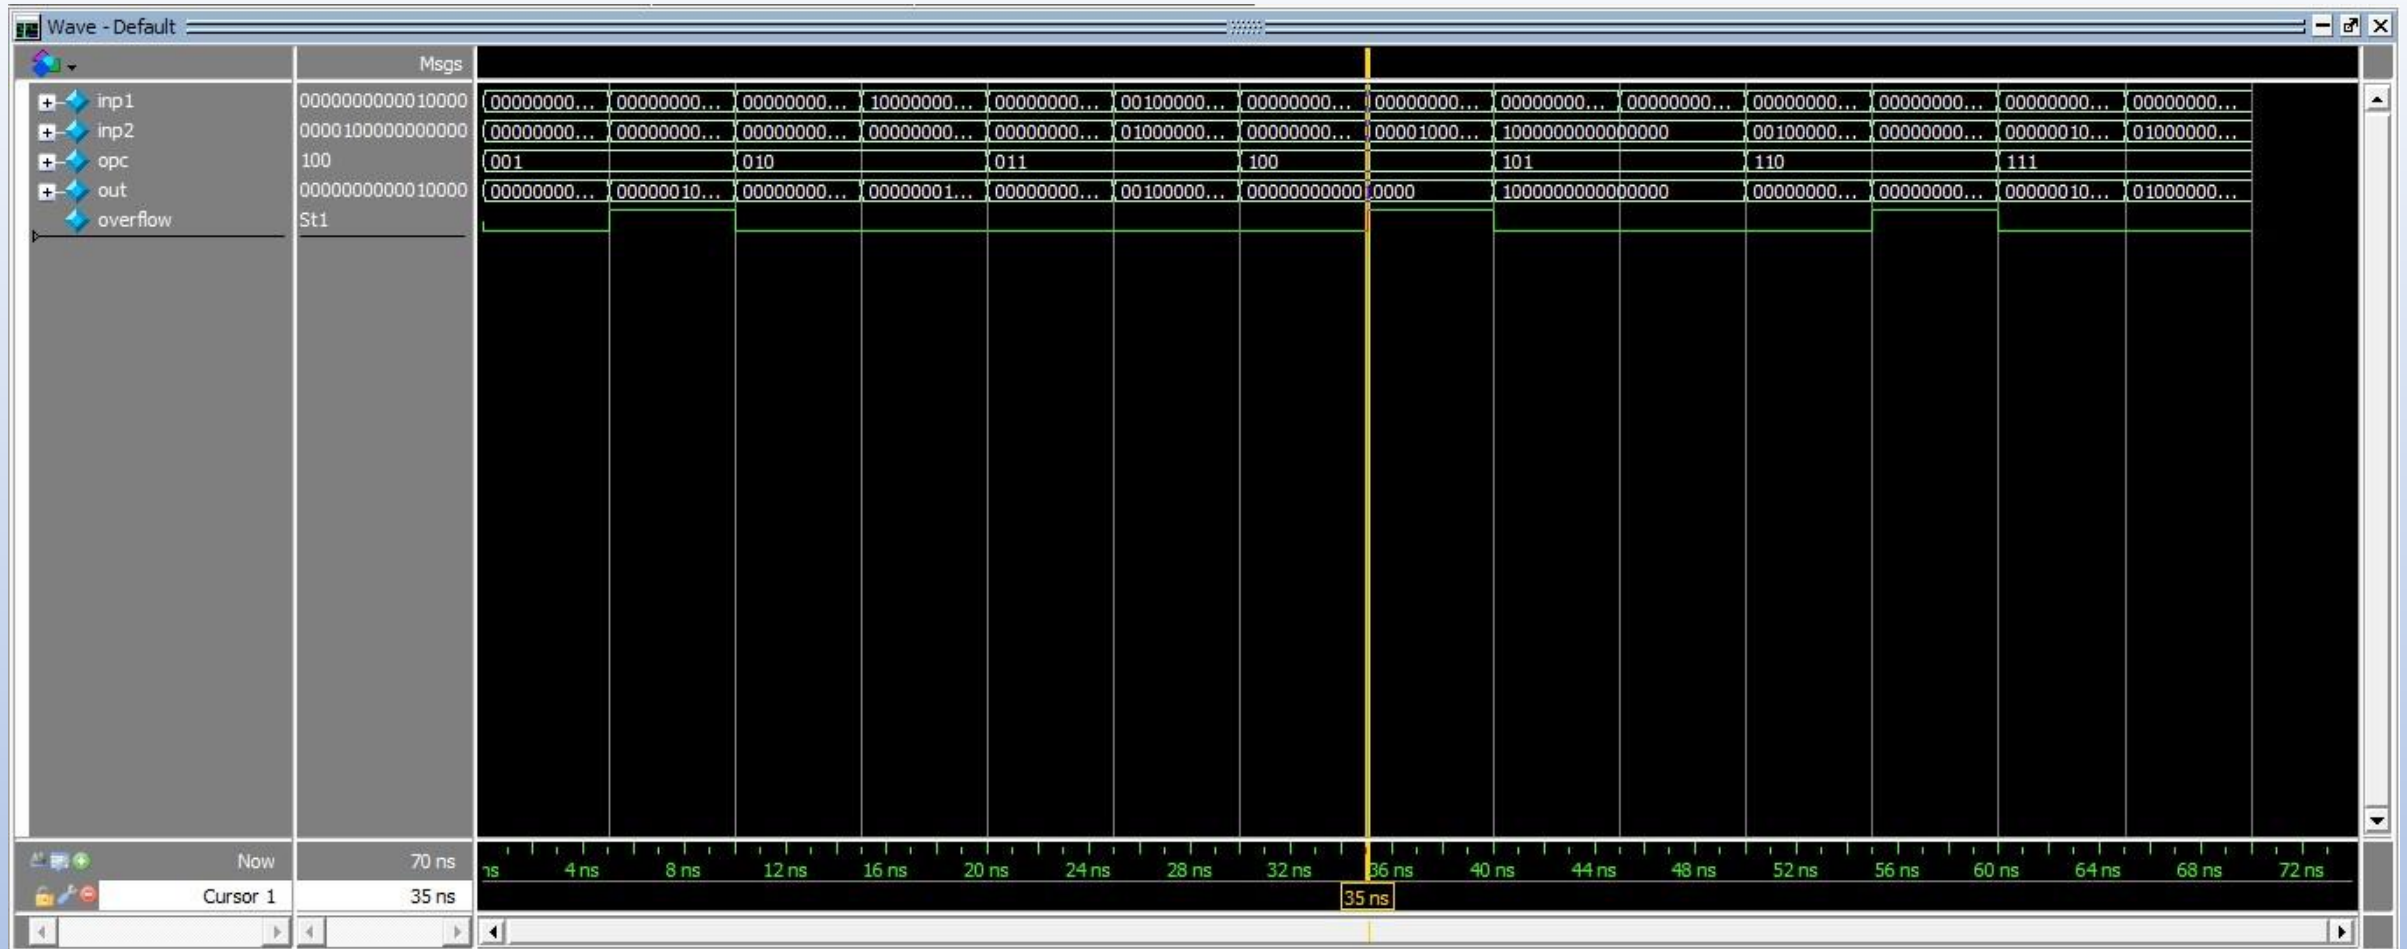 Wave - Default
Msgs
inp1 0000000000010000 00000000... 00000000... 00000000... 10000000... 00000000... 00100000... 00000000... 00000000... 00000000... 00000000... 00000000... 00000000... 00000000... 00000000...
inp2 0000100000000000 00000000... 00000000... 00000000... 00000000... 00000000... 01000000... 00000000... 00001000... 1000000000000000 00100000... 00000000... 00000010... 01000000...
opc 100 001 010 011 100 101 110 111
out 0000000000010000 00000000... 00000010... 00000000... 00000001... 00000000... 00100000... 0000000000010000 1000000000000000 00000000... 00000000... 00000010... 01000000...
overflow St1
Now 70 ns ns 4 ns 8 ns 12 ns 16 ns 20 ns 24 ns 28 ns 32 ns 36 ns 40 ns 44 ns 48 ns 52 ns 56 ns 60 ns 64 ns 68 ns 72 ns
Cursor 1 35 ns 35 ns